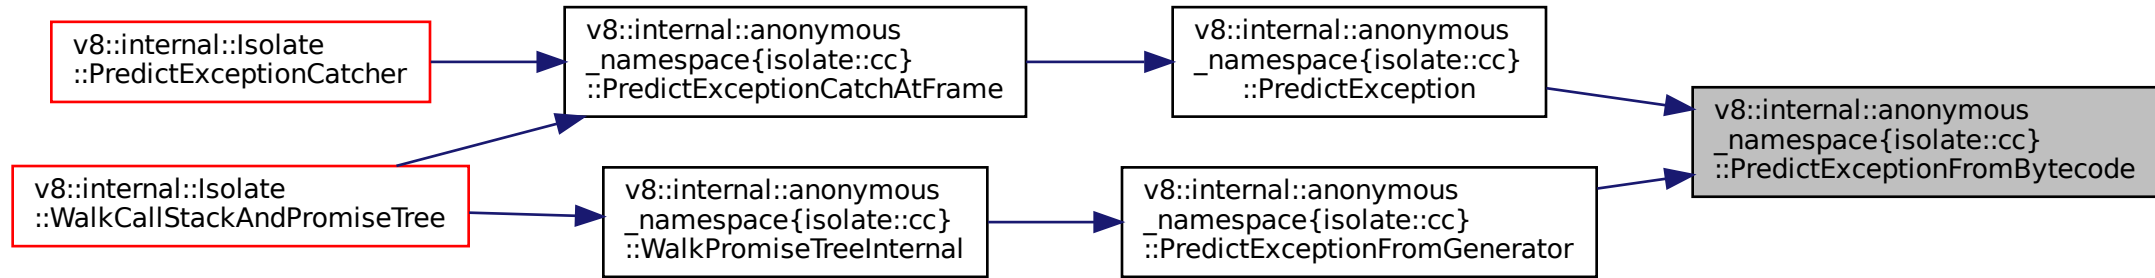 v8::internal::Isolate
::PredictExceptionCatcher
v8::internal::anonymous
_namespace{isolate::cc}
::PredictExceptionCatchAtFrame
v8::internal::anonymous
_namespace{isolate::cc}
::PredictException
v8::internal::anonymous
_namespace{isolate::cc}
::PredictExceptionFromBytecode
v8::internal::Isolate
::WalkCallStackAndPromiseTree
v8::internal::anonymous
_namespace{isolate::cc}
::WalkPromiseTreeInternal
v8::internal::anonymous
_namespace{isolate::cc}
::PredictExceptionFromGenerator